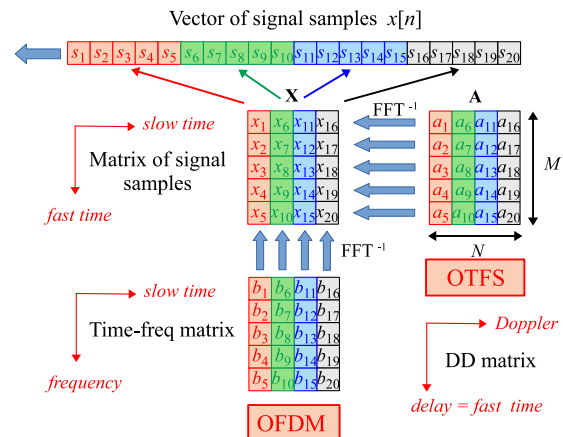 Vector of signal samples x[n]
s1 s2 s3 s4 s5 s6 s7 s8 s9 s10 s11 s12 s13 s14 s15 s16 s17 s18 s19 s20
X
A
FFT -1
slow time
Matrix of signal samples
fast time
x1 x6 x11 x16
x2 x7 x12 x17
x3 x8 x13 x18
x4 x9 x14 x19
x5 x10 x15 x20
a1 a6 a11 a16
a2 a7 a12 a17
a3 a8 a13 a18
a4 a9 a14 a19
a5 a10 a15 a20
M
N
FFT -1
OTFS
slow time
Time-freq matrix
frequency
b1 b6 b11 b16
b2 b7 b12 b17
b3 b8 b13 b18
b4 b9 b14 b19
b5 b10 b15 b20
OFDM
Doppler
DD matrix
delay = fast time